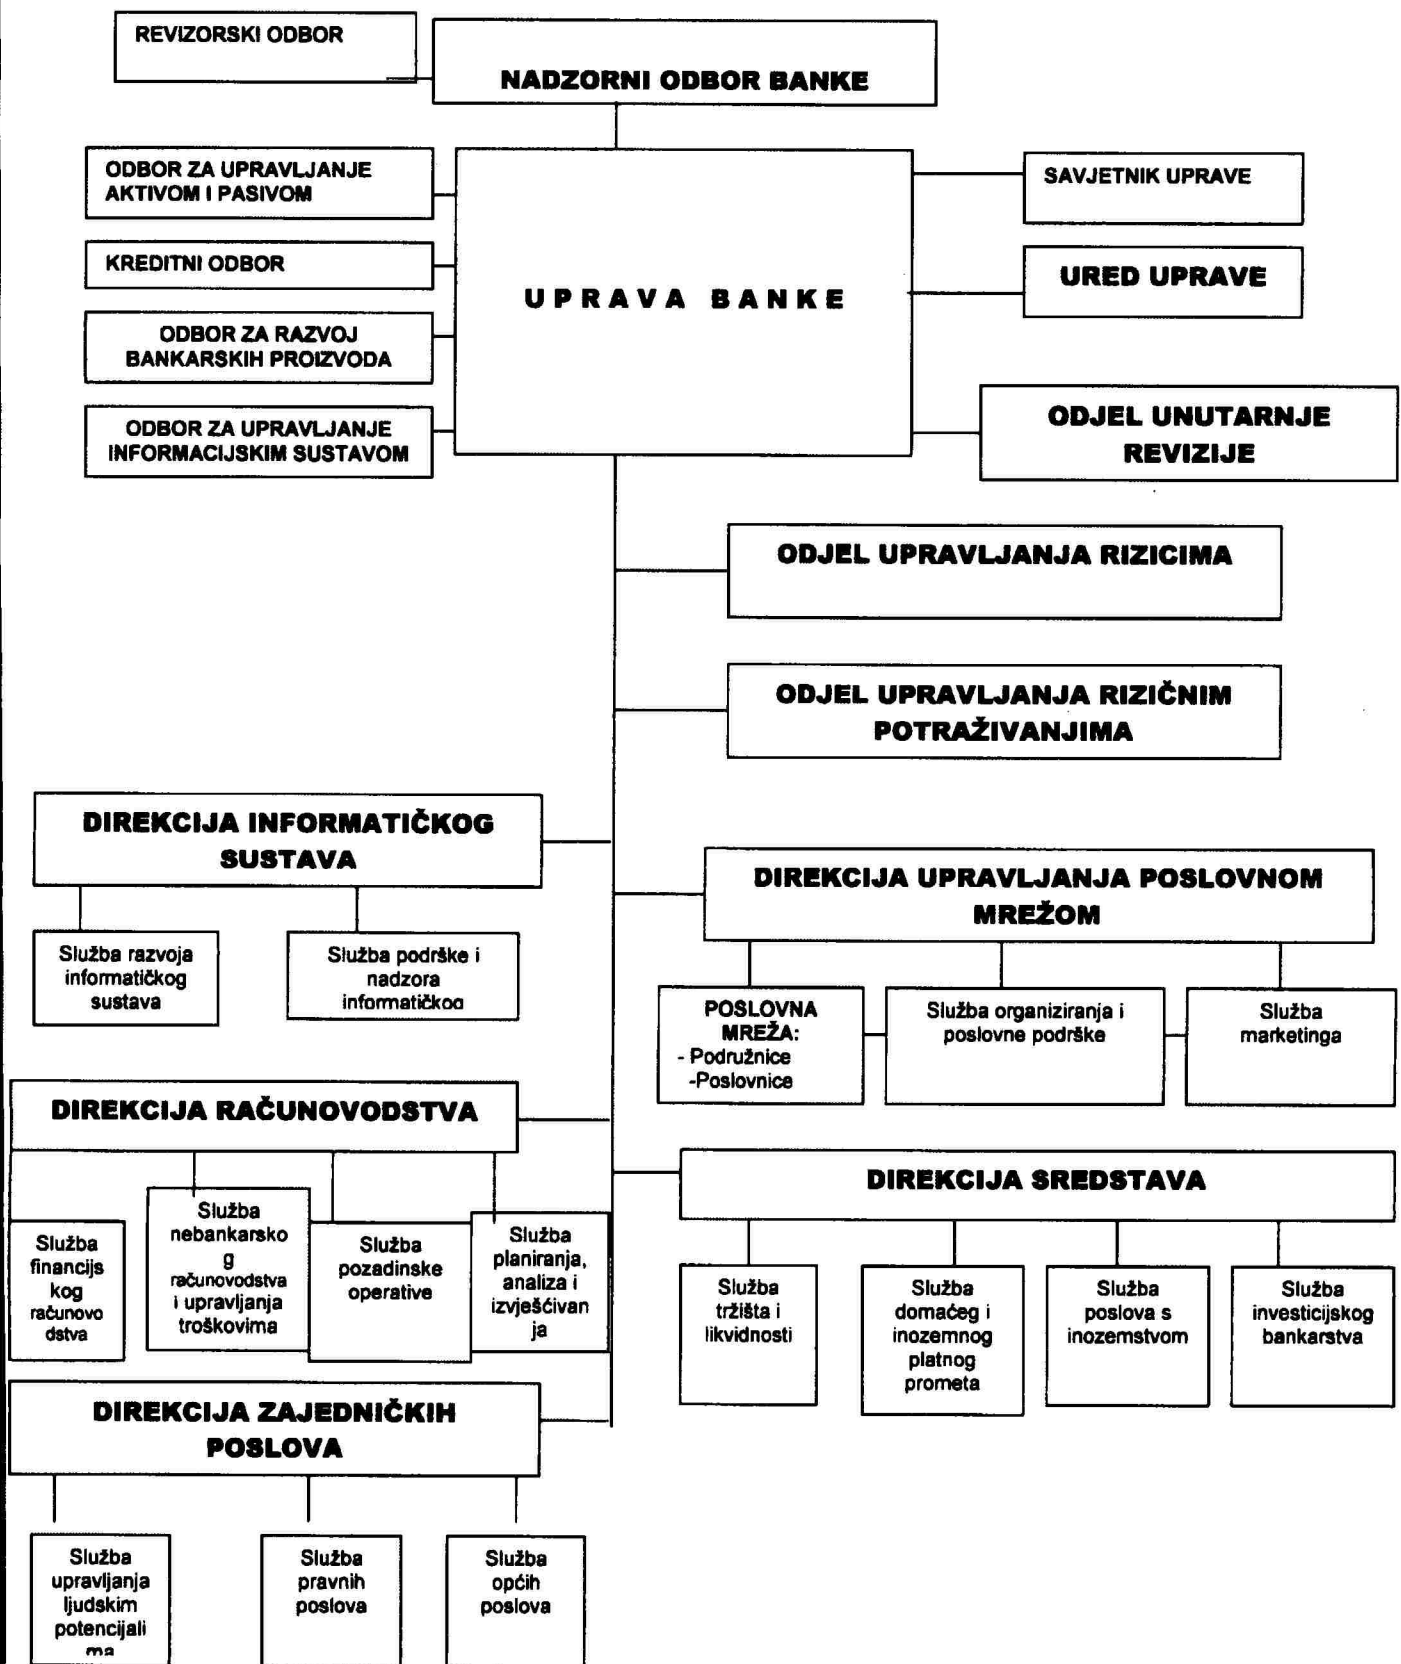 REVIZORSKI ODBOR
NADZORNI ODBOR BANKE
ODBOR ZA UPRAVLJANJE
AKTIVOM I PASIVOM
KREDITNI ODBOR
ODBOR ZA RAZVOJ
BANKARSKIH PROIZVODA
ODBOR ZA UPRAVLJANJE
INFORMACIJSKIM SUSTAVOM
UPRAVA BANKE
SAVJETNIK UPRAVE
URED UPRAVE
ODJEL UNUTARNJE
REVIZIJE
ODJEL UPRAVLJANJA RIZICIMA
ODJEL UPRAVLJANJA RIZIČNIM
POTRAŽIVANJIMA
DIREKCIJA INFORMATIČKOG
SUSTAVA
Služba razvoja
informatičkog
sustava
Služba podrške i
nadzora
informatičkog
DIREKCIJA UPRAVLJANJA POSLOVNOM
MREŽOM
POSLOVNA
MREŽA:
- Podružnice
-Poslovnice
Služba organiziranja i
poslovne podrške
Služba
marketinga
DIREKCIJA RAČUNOVODSTVA
Služba
financijs
kog
računovo
dstva
Služba
nebankarsko
g
računovodstva
i upravljanja
troškovima
Služba
pozadinske
operative
Služba
planiranja,
analiza i
izvješćivan
ja
DIREKCIJA SREDSTAVA
Služba
tržišta i
likvidnosti
Služba
domaćeg i
inozemnog
platnog
prometa
Služba
poslova s
inozemstvom
Služba
investicijskog
bankarstva
DIREKCIJA ZAJEDNIČKIH
POSLOVA
Služba
upravljanja
ljudskim
potencijali
ma
Služba
pravnih
poslova
Služba
općih
poslova